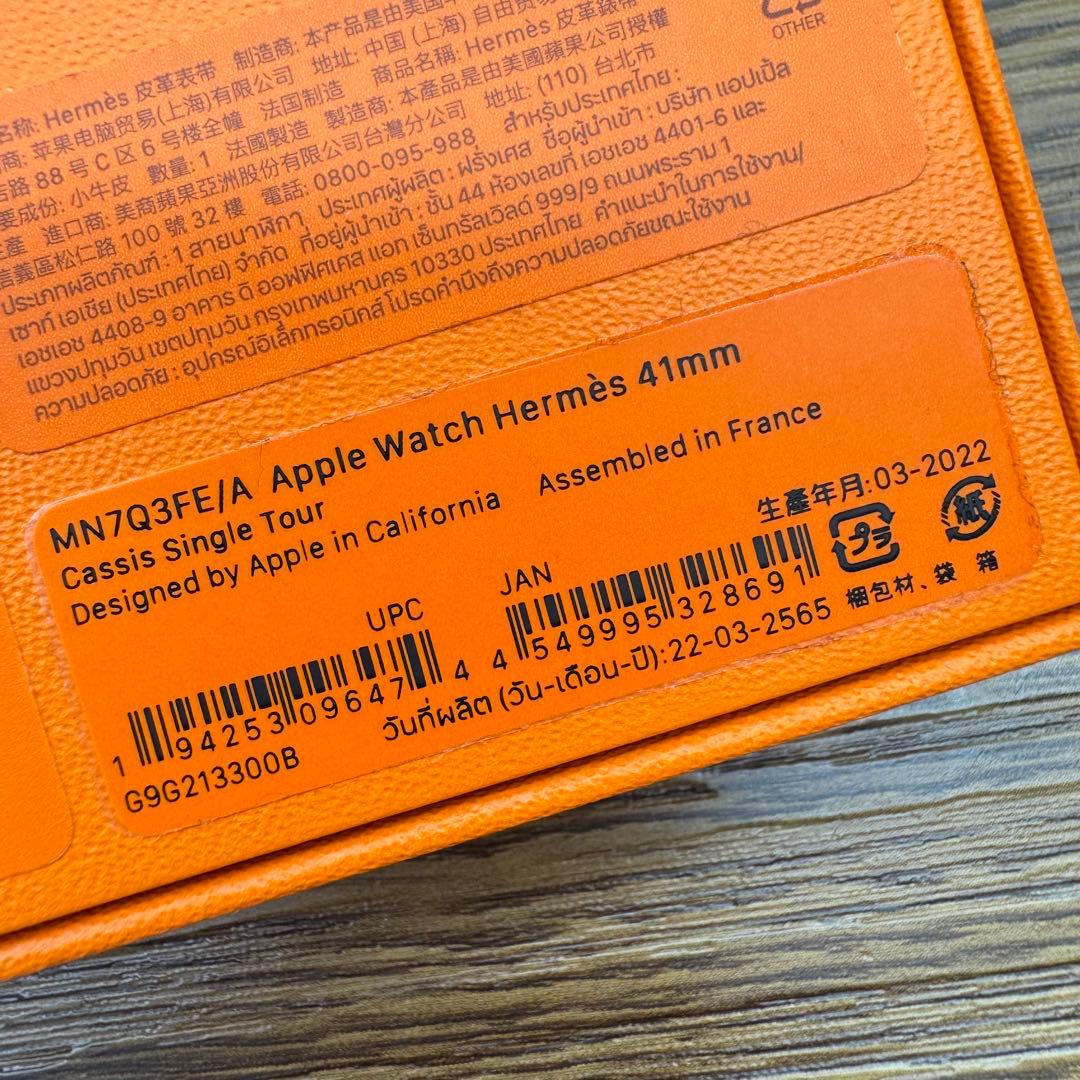 OTHER
名称: Hermès 皮革表带 制造商: 本产品是由美国
商: 苹果电脑贸易(上海)有限公司 地址: 中国 (上海) 自由贸
路 88 号 C 区 6 号楼全幢 法国制造 商品名稱: Hermès 皮革錶帶
要成份: 小牛皮 數量: 1 法國製造 製造商: 本產品是由美國蘋果公司授權
產 進口商: 美商蘋果亞洲股份有限公司台灣分公司 地址: (110) 台北市
信義區松仁路 100 號 32 樓 電話: 0800-095-988 สำหรับประเทศไทย :
ประเภทผลิตภัณฑ์ : 1 สายนาฬิกา ประเทศผู้ผลิต : ฝรั่งเศส ชื่อผู้นำเข้า : บริษัท แอปเปิ้ล
เซาท์ เอเชีย (ประเทศไทย) จำกัด ที่อยู่ผู้นำเข้า : ชั้น 44 ห้องเลขที่ เอชเอช 4401-6 และ
เอชเอช 4408-9 อาคาร ดิ ออฟฟิศเศส แอท เซ็นทรัลเวิลด์ 999/9 ถนนพระราม 1
แขวงปทุมวัน เขตปทุมวัน กรุงเทพมหานคร 10330 ประเทศไทย คำแนะนำในการใช้งาน/
ความปลอดภัย : อุปกรณ์อิเล็กทรอนิคส์ โปรดคำนึงถึงความปลอดภัยขณะใช้งาน
MN7Q3FE/A Apple Watch Hermès 41mm
Cassis Single Tour
Designed by Apple in California Assembled in France
生產年月:03-2022
UPC JAN プラ 紙
1 94253 09647 4 4 549995 328691 梱包材、袋 箱
G9G213300B วันที่ผลิต (วัน-เดือน-ปี):22-03-2565